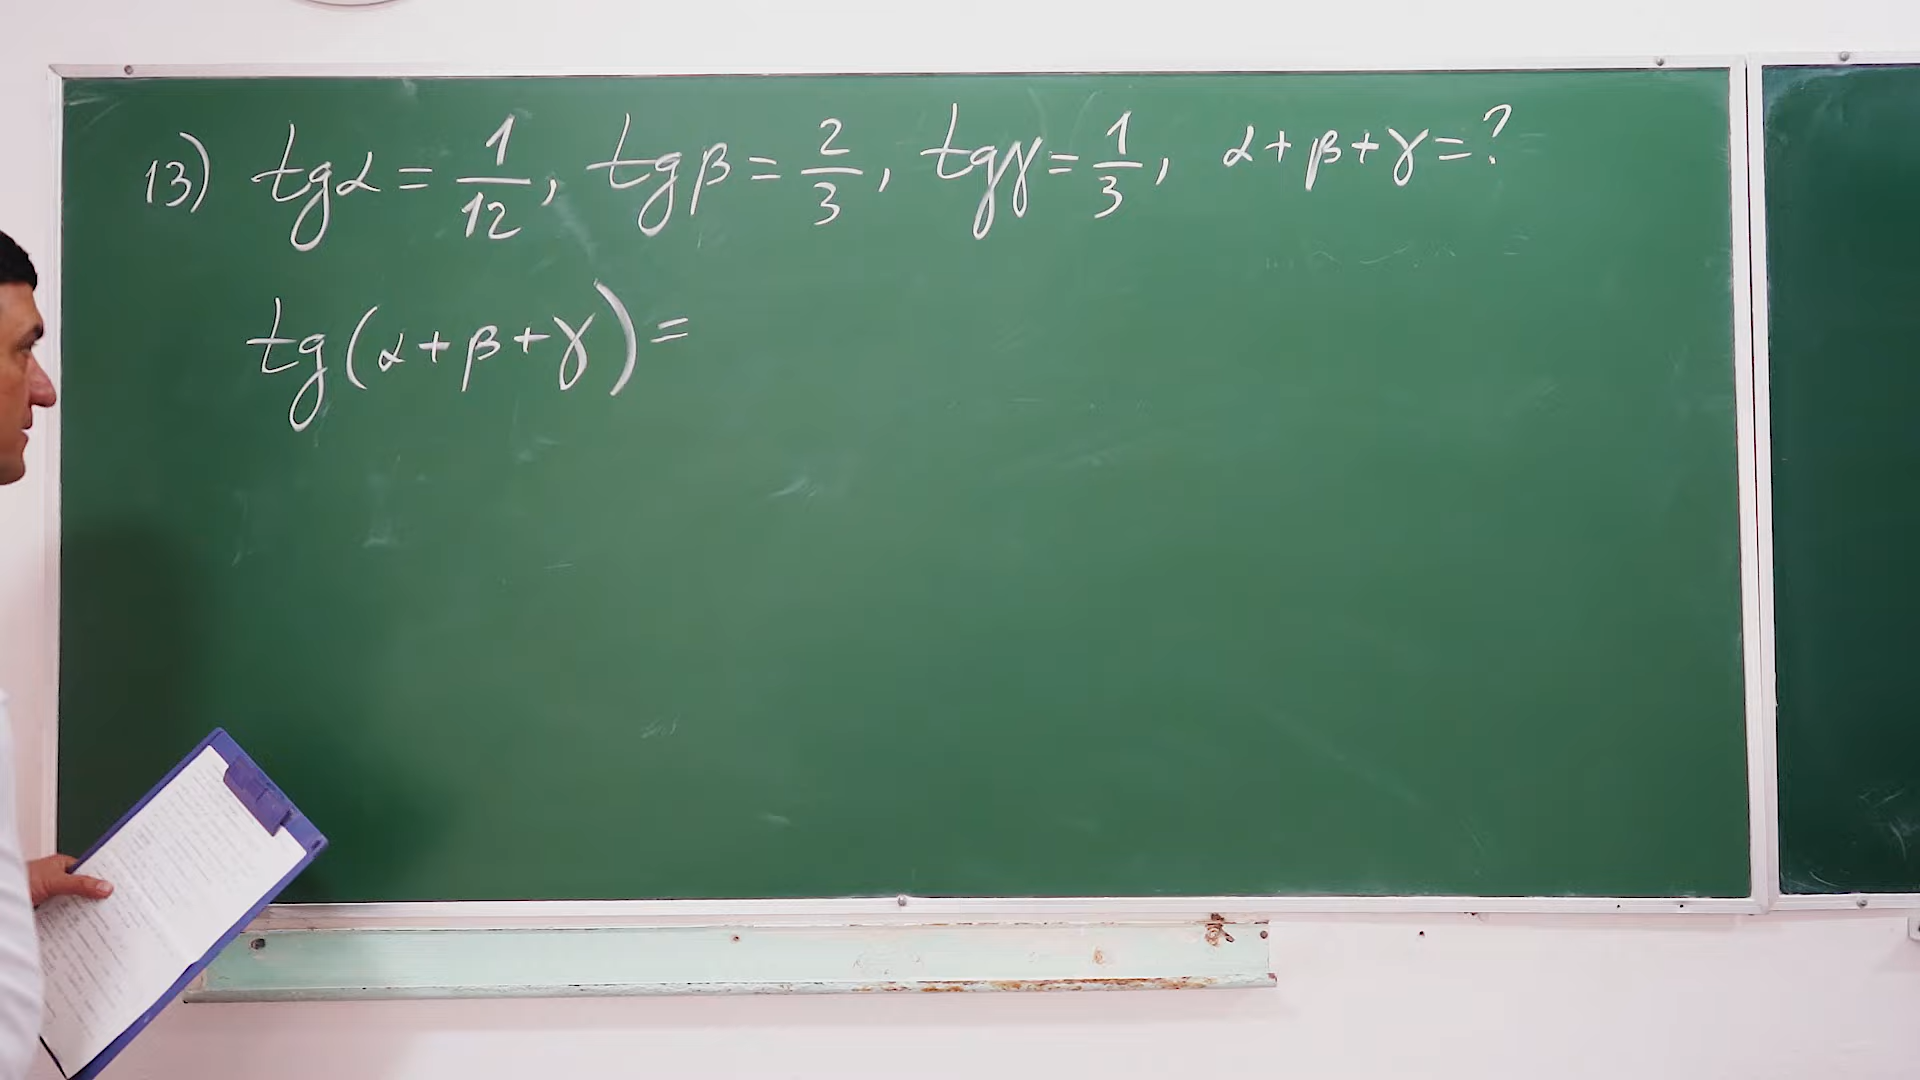 13) tgα = 1/12, tgβ = 2/3, tgγ = 1/3, α+β+γ=?
tg(α+β+γ)=